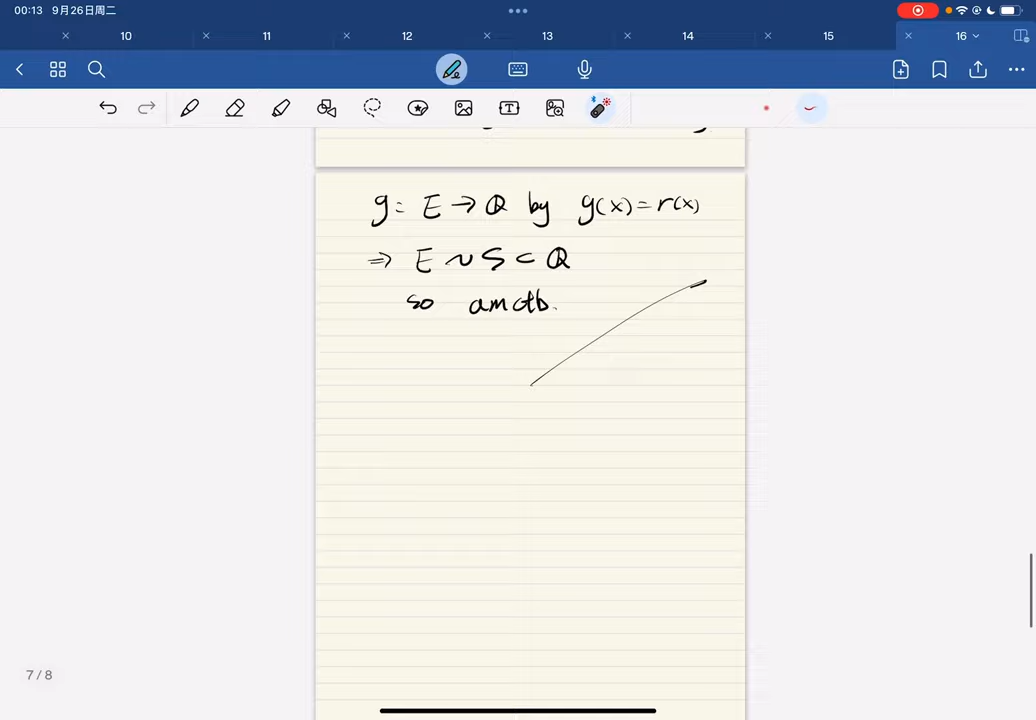 00:13 9月26日周二
10 11 12 13 14 15 16
g: E → Q by g(x)=r(x)
⇒ E ~ S ⊂ Q
so amctb.
7 / 8